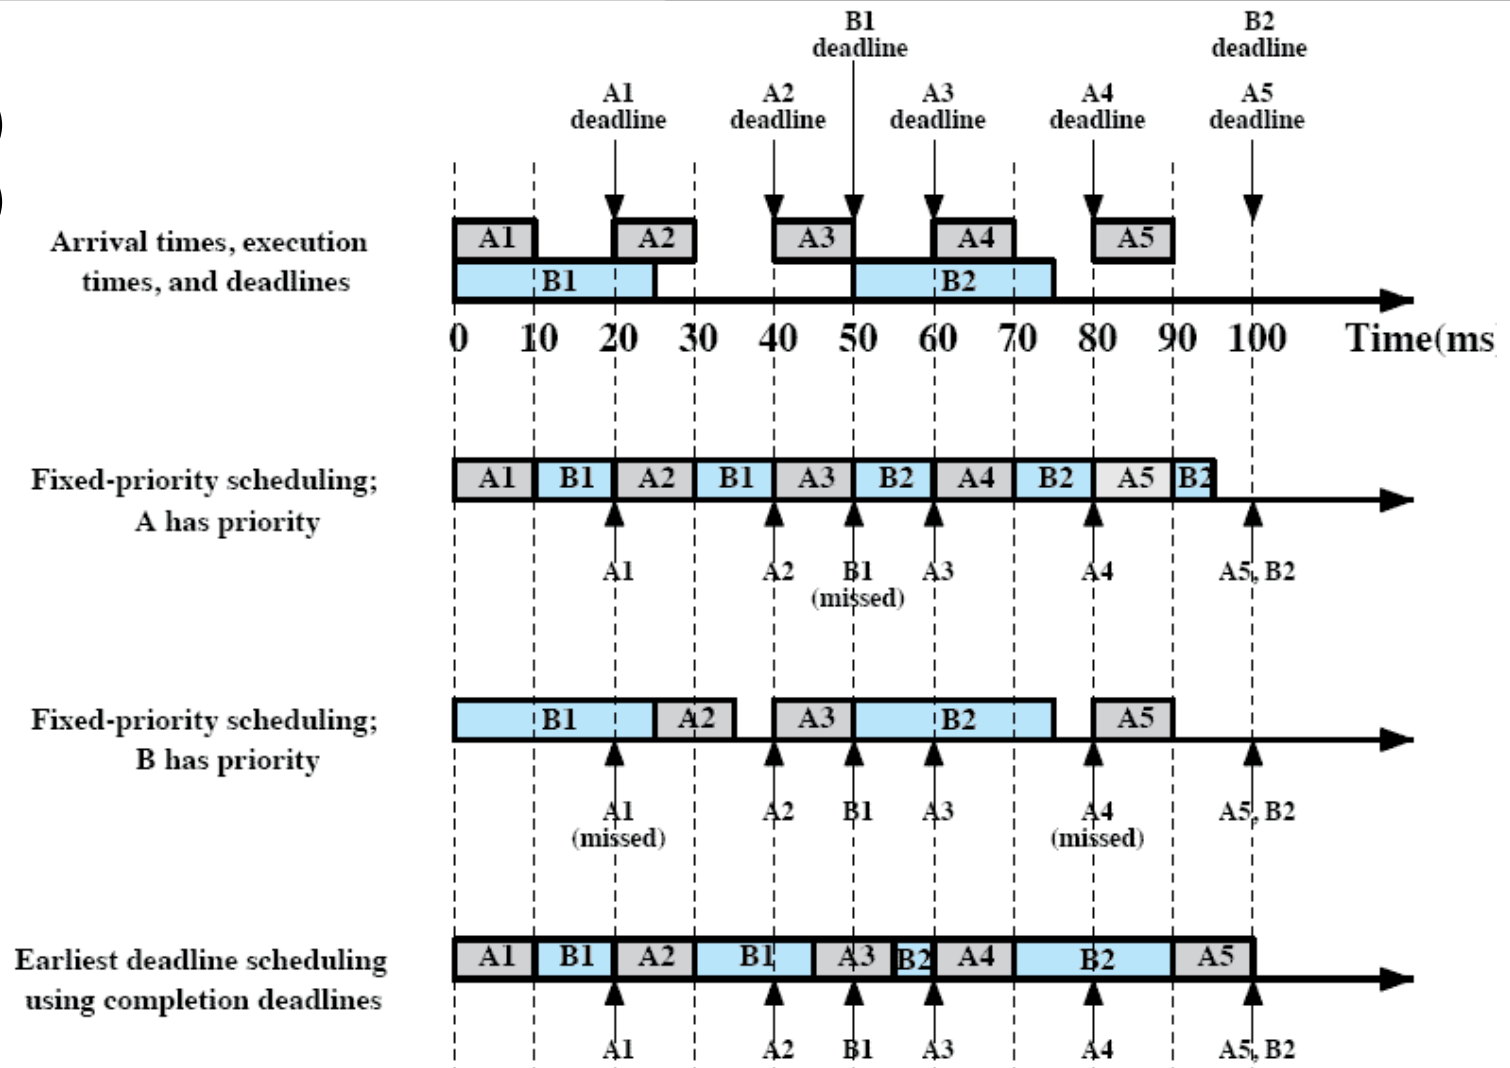 B1
deadline
B2
deadline
A1
deadline
A2
deadline
A3
deadline
A4
deadline
A5
deadline
)
)
Arrival times, execution
times, and deadlines
A1
A2
A3
A4
A5
B1
B2
0 10 20 30 40 50 60 70 80 90 100 Time(ms
Fixed-priority scheduling;
A has priority
A1 B1 A2 B1 A3 B2 A4 B2 A5 B2
A1 A2 B1 A3 A4 A5, B2
(missed)
Fixed-priority scheduling;
B has priority
B1 A2 A3 B2 A5
A1 A2 B1 A3 A4 A5, B2
(missed) (missed)
Earliest deadline scheduling
using completion deadlines
A1 B1 A2 B1 A3 B2 A4 B2 A5
A1 A2 B1 A3 A4 A5, B2